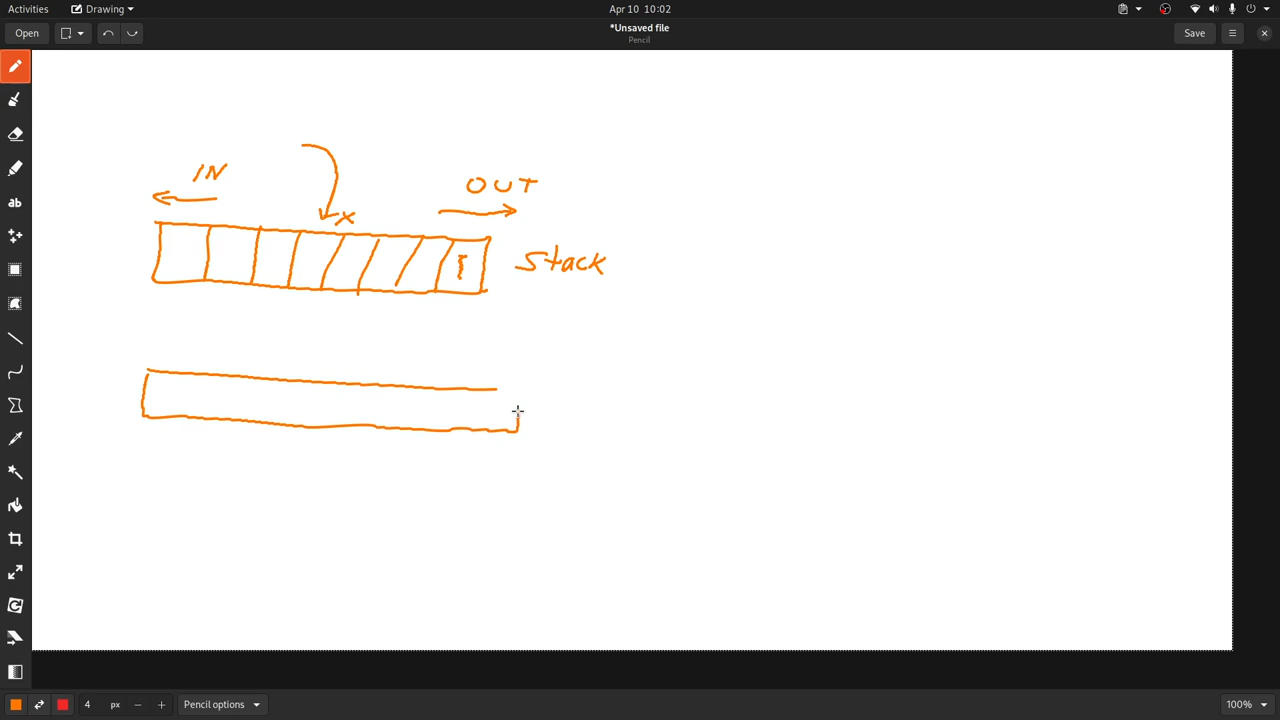 Activities
Drawing
Apr 10 10:02
Open
*Unsaved file
Pencil
Save
IN
OUT
x
Stack
4
px
Pencil options
100%